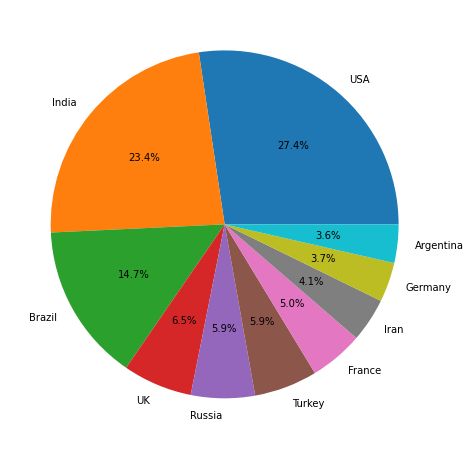 USA
27.4%
India
23.4%
Brazil
14.7%
UK
6.5%
Russia
5.9%
Turkey
5.9%
France
5.0%
Iran
4.1%
Germany
3.7%
Argentina
3.6%